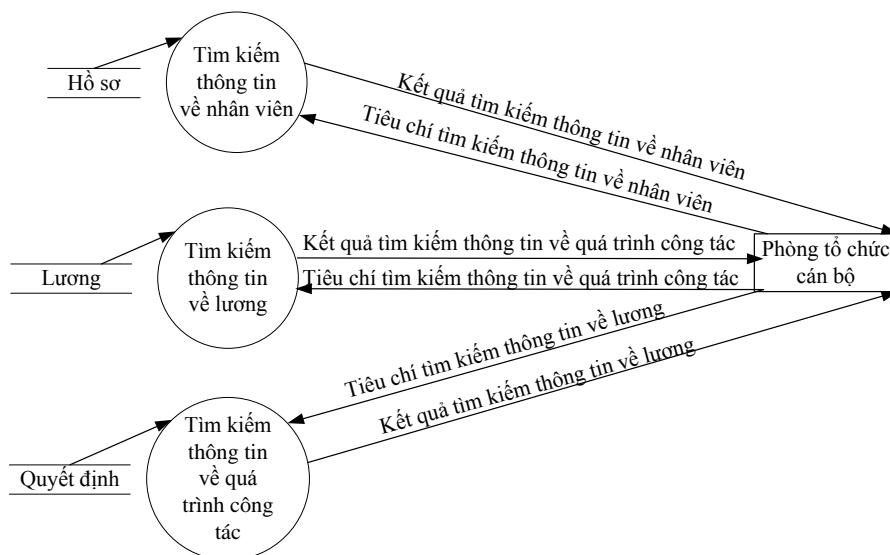 Tìm kiếm
thông tin
về nhân viên
Hồ sơ
Kết quả tìm kiếm thông tin về nhân viên
Tiêu chí tìm kiếm thông tin về nhân viên
Tìm kiếm
thông tin
về lương
Lương
Kết quả tìm kiếm thông tin về quá trình công tác
Tiêu chí tìm kiếm thông tin về quá trình công tác
Phòng tổ chức
cán bộ
Tiêu chí tìm kiếm thông tin về lương
Kết quả tìm kiếm thông tin về lương
Tìm kiếm
thông tin
về quá
trình công
tác
Quyết định